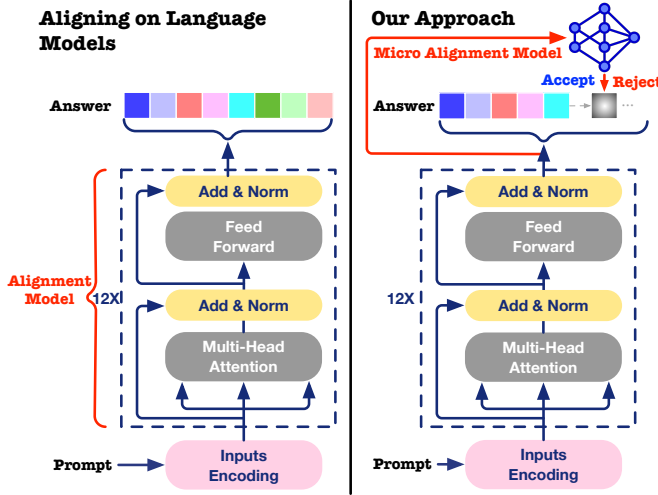 Aligning on Language
Models
Answer
Add & Norm
Feed
Forward
Alignment
Model
12X
Add & Norm
Multi-Head
Attention
Prompt
Inputs
Encoding
Our Approach
Micro Alignment Model
Accept
Reject
Answer
...
Add & Norm
Feed
Forward
12X
Add & Norm
Multi-Head
Attention
Prompt
Inputs
Encoding